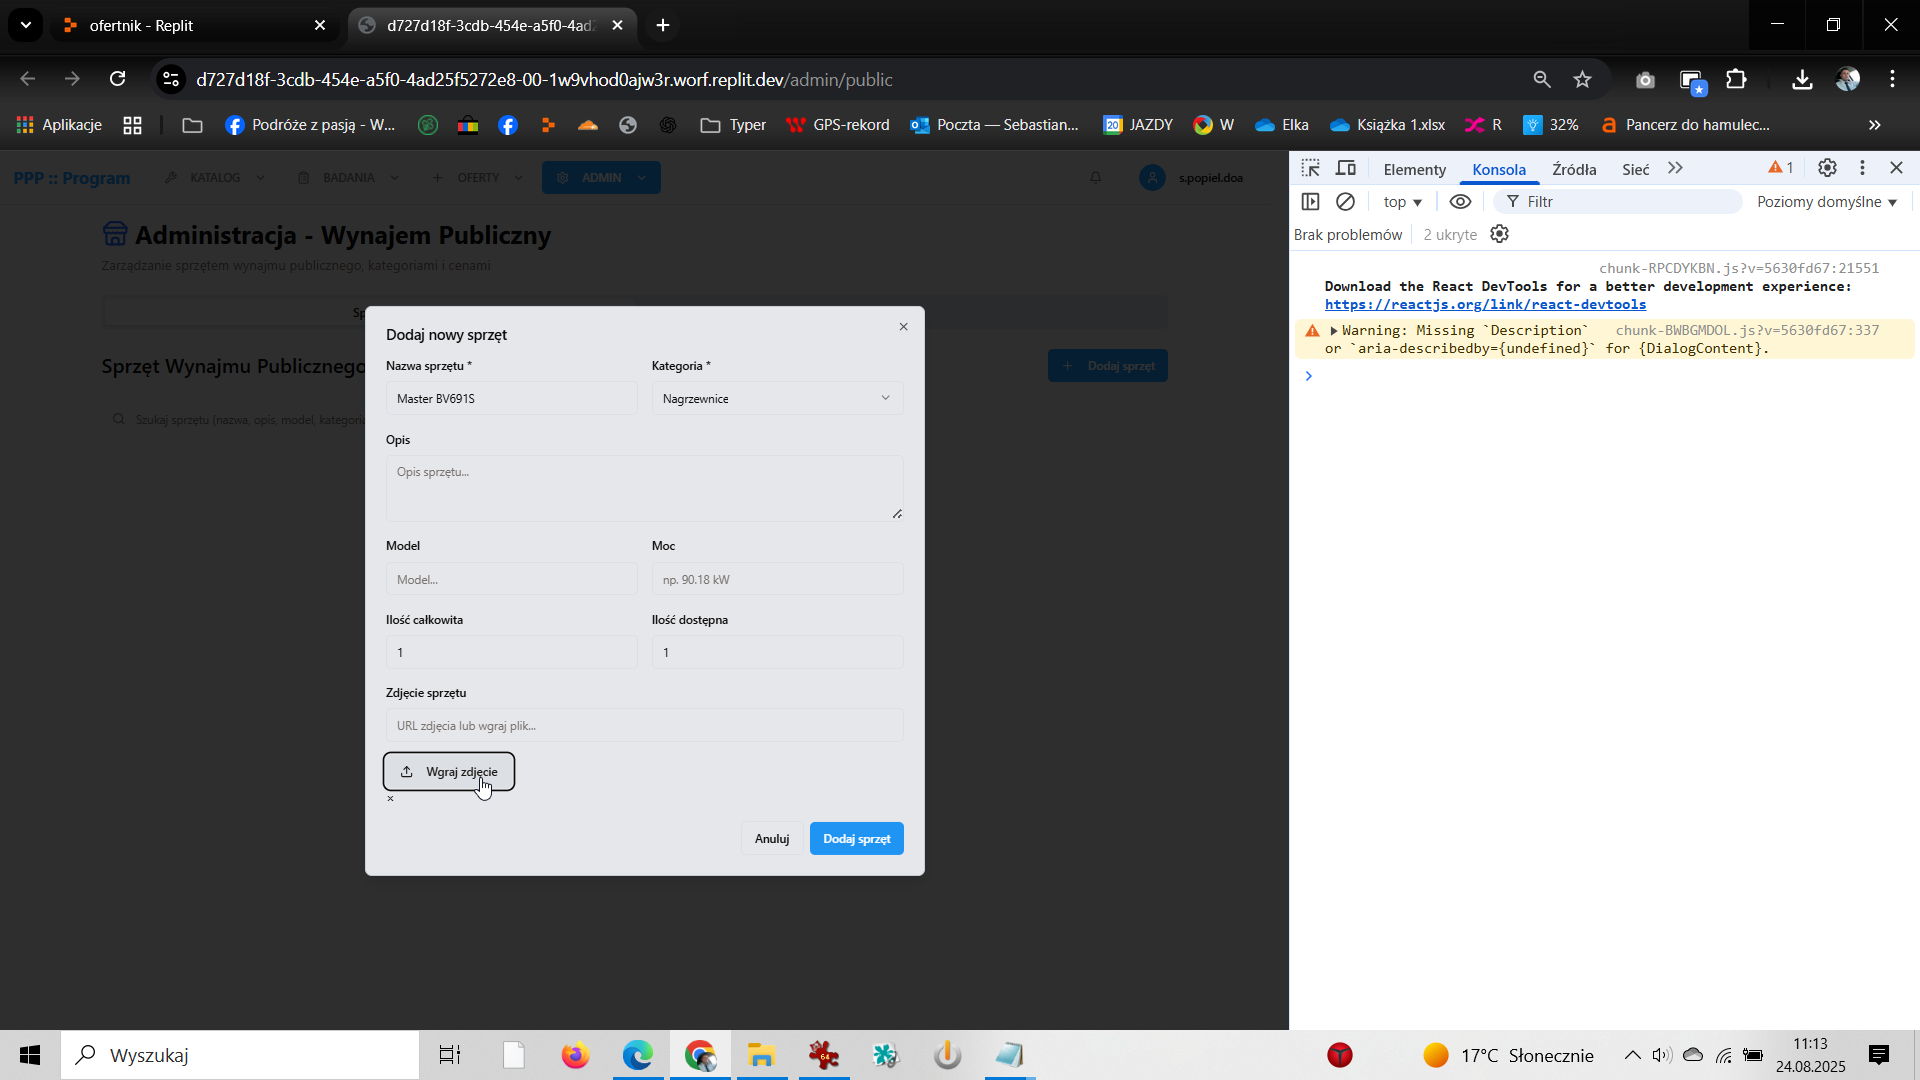 ofertnik - Replit
d727d18f-3cdb-454e-a5f0-4ad2
d727d18f-3cdb-454e-a5f0-4ad25f5272e8-00-1w9vhod0ajw3r.worf.replit.dev/admin/public
Aplikacje
Podróże z pasją - W...
Typer
GPS-rekord
Poczta — Sebastian...
20
JAZDY
W
Elka
Książka 1.xlsx
R
32%
Pancerz do hamulec...
PPP :: Program
KATALOG
BADANIA
OFERTY
ADMIN
s.popiel.doa
Administracja - Wynajem Publiczny
Zarządzanie sprzętem wynajmu publicznego, kategoriami i cenami
Sp
Sprzęt Wynajmu Publicznego
Dodaj sprzęt
Szukaj sprzętu (nazwa, opis, model, kategoria
Dodaj nowy sprzęt
Nazwa sprzętu *
Kategoria *
Master BV691S
Nagrzewnice
Opis
Opis sprzętu...
Model
Moc
Model...
np. 90.18 kW
Ilość całkowita
Ilość dostępna
1
1
Zdjęcie sprzętu
URL zdjęcia lub wgraj plik...
Wgraj zdjęcie
Anuluj
Dodaj sprzęt
Elementy
Konsola
Źródła
Sieć
1
top
Filtr
Poziomy domyślne
Brak problemów
2 ukryte
chunk-RPCDYKBN.js?v=5630fd67:21551
Download the React DevTools for a better development experience:
https://reactjs.org/link/react-devtools
Warning: Missing `Description` chunk-BWBGMDOL.js?v=5630fd67:337
or `aria-describedby={undefined}` for {DialogContent}.
Wyszukaj
64
17°C Słonecznie
11:13
24.08.2025